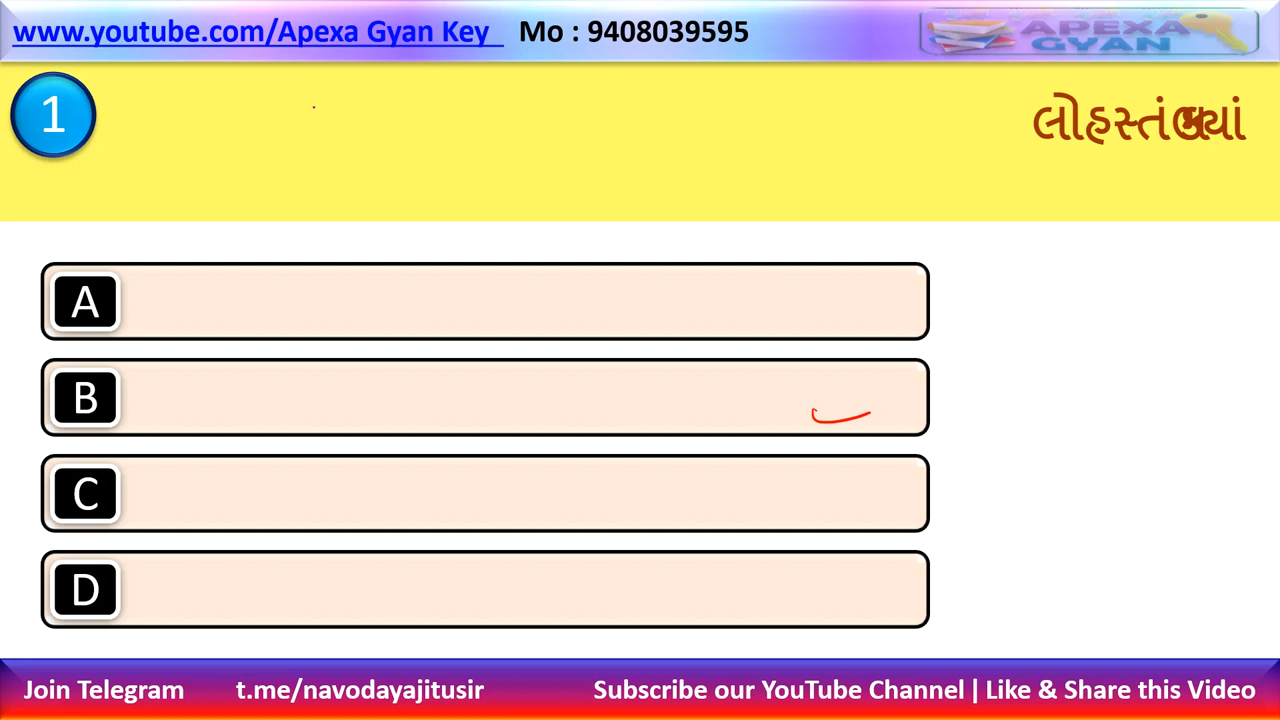 www.youtube.com/Apexa Gyan Key Mo : 9408039595
APEXA
GYAN
1
લોહસ્તંભ ક્યાં
A
B
C
D
Join Telegram t.me/navodayajitusir Subscribe our YouTube Channel | Like & Share this Video